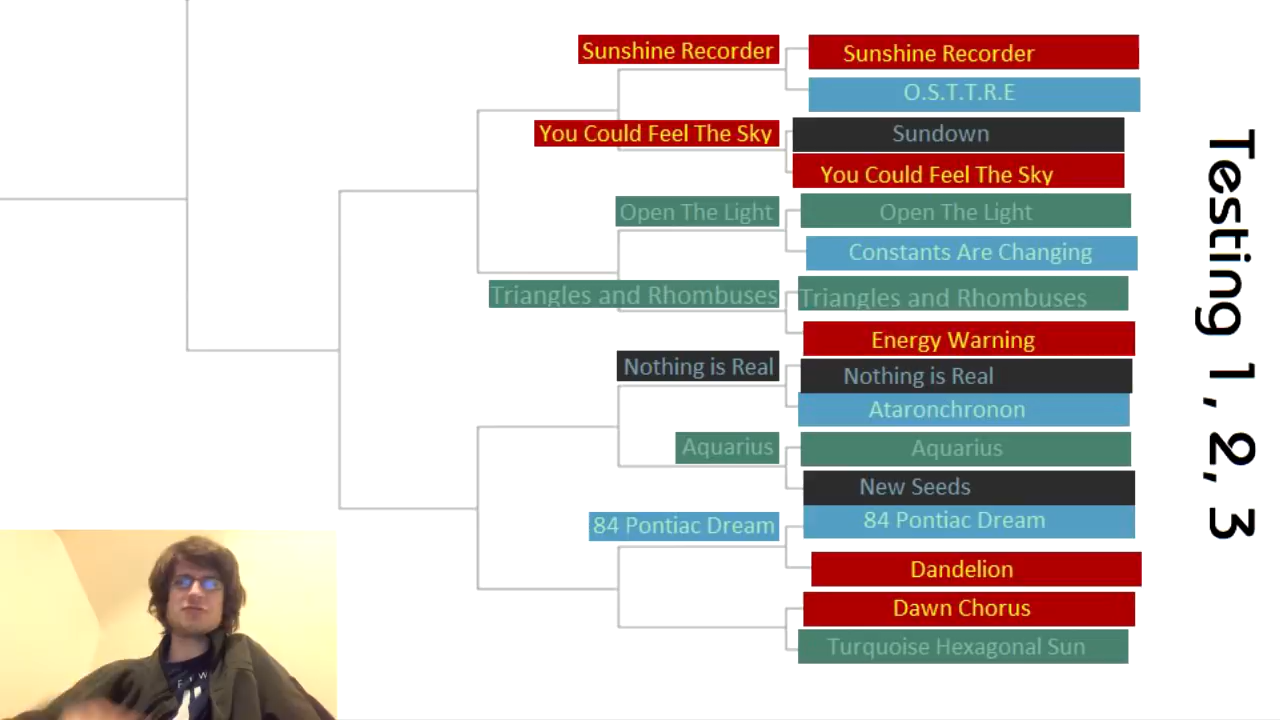 Sunshine Recorder
Sunshine Recorder
O.S.T.T.R.E
You Could Feel The Sky
Sundown
You Could Feel The Sky
Open The Light
Open The Light
Constants Are Changing
Triangles and Rhombuses
Triangles and Rhombuses
Energy Warning
Nothing is Real
Nothing is Real
Ataronchronon
Aquarius
Aquarius
New Seeds
84 Pontiac Dream
84 Pontiac Dream
Dandelion
Dawn Chorus
Turquoise Hexagonal Sun
Testing 1, 2, 3